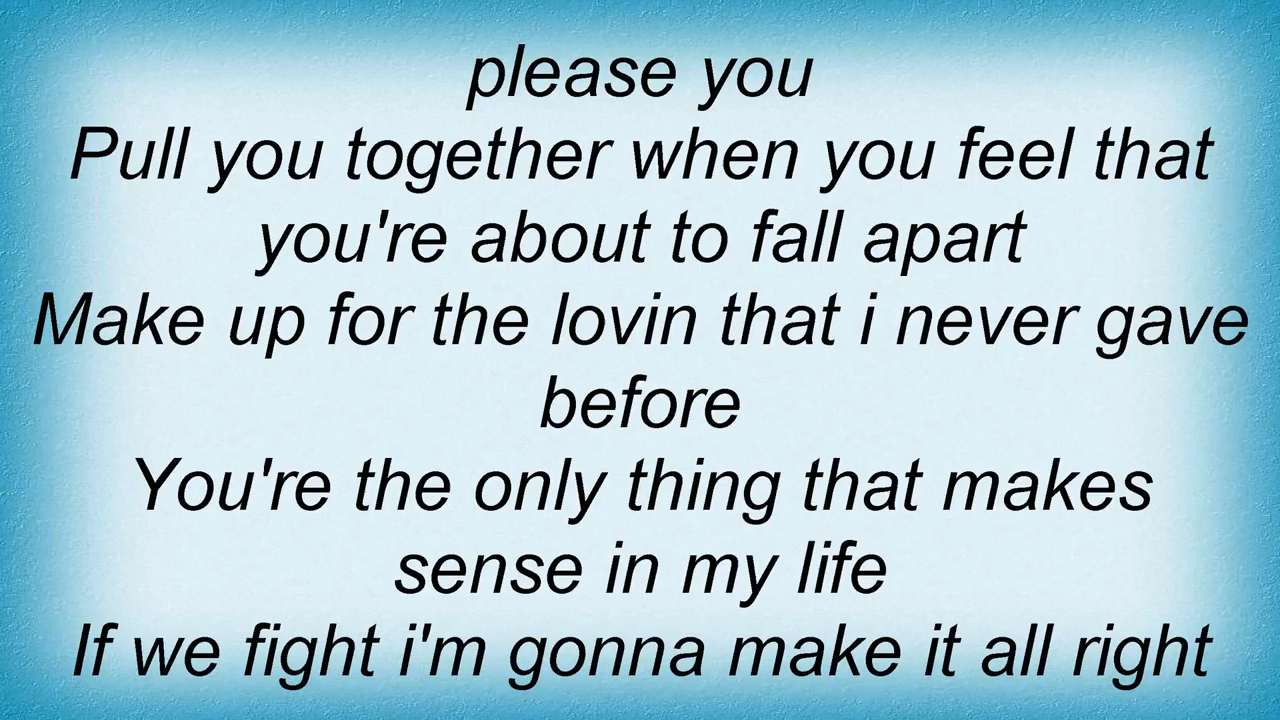 please you
Pull you together when you feel that
you're about to fall apart
Make up for the lovin that i never gave
before
You're the only thing that makes
sense in my life
If we fight i'm gonna make it all right